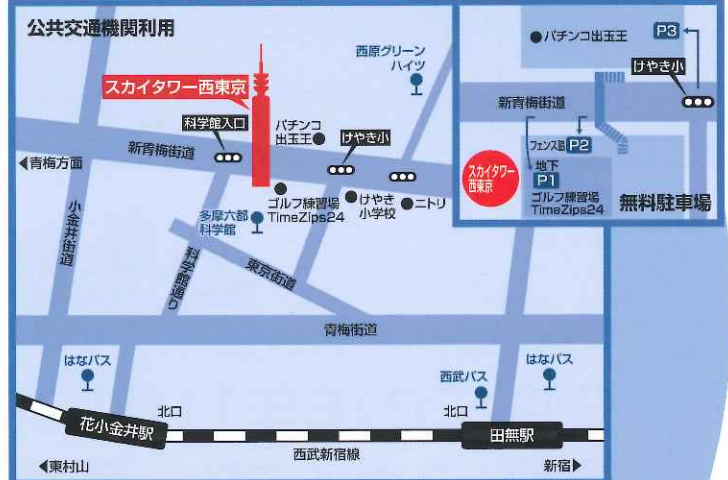 公共交通機関利用
スカイタワー西東京
西原グリーン
ハイツ
科学館入口
パチンコ
出玉王
けやき小
新青梅街道
青梅方面
小金井街道
多摩六都
科学館
ゴルフ練習場
TimeZips24
けやき
小学校
ニトリ
科学館通り
東京街道
青梅街道
はなバス
西武バス
はなバス
北口
花小金井駅
北口
田無駅
西武新宿線
東村山
新宿
パチンコ出玉王
P3
けやき小
新青梅街道
P2
スカイタワー
西東京
地下
P1
ゴルフ練習場
TimeZips24
無料駐車場